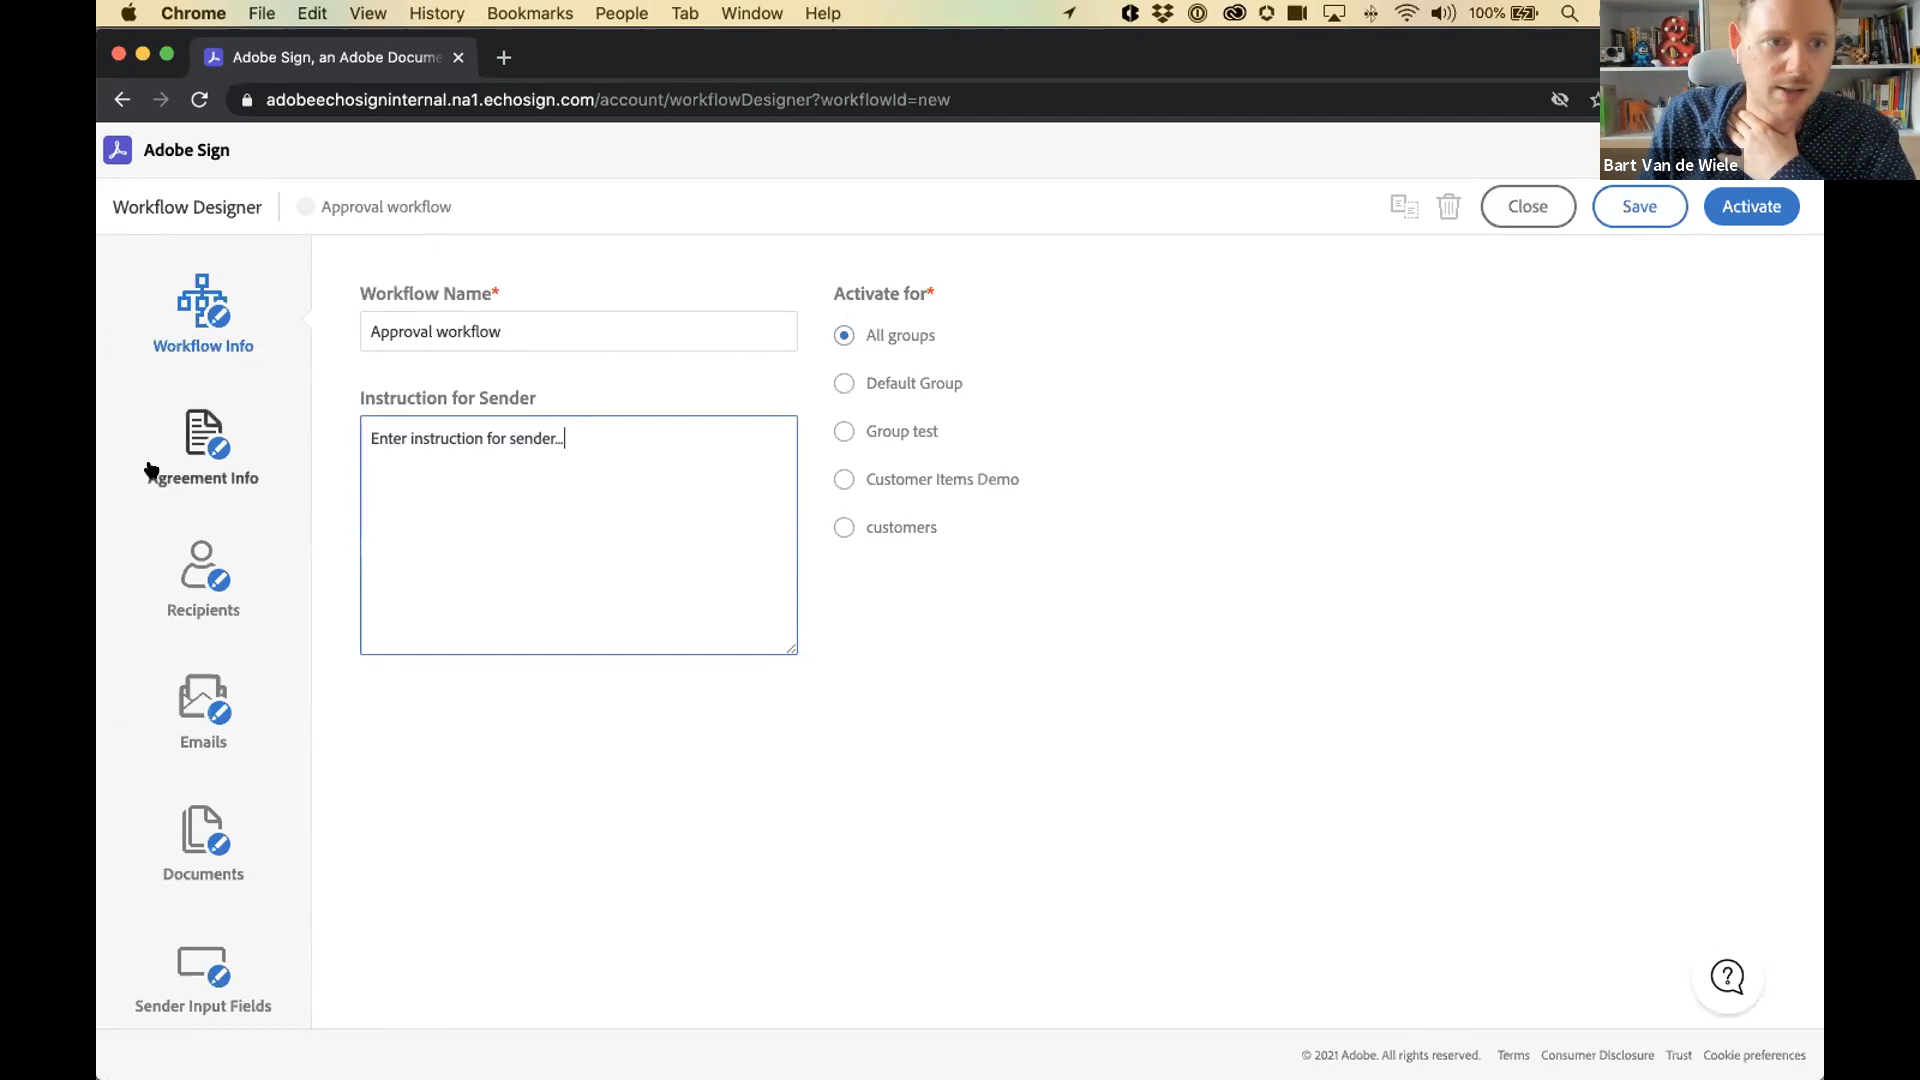 Chrome File Edit View History Bookmarks People Tab Window Help 100%
Adobe Sign, an Adobe Docume
adobeechosigninternal.na1.echosign.com/account/workflowDesigner?workflowId=new
Bart Van de Wiele
Adobe Sign
Workflow Designer Approval workflow Close Save Activate
Workflow Info
Agreement Info
Recipients
Emails
Documents
Sender Input Fields
Workflow Name*
Approval workflow
Instruction for Sender
Enter instruction for sender...
Activate for*
All groups
Default Group
Group test
Customer Items Demo
customers
© 2021 Adobe. All rights reserved. Terms Consumer Disclosure Trust Cookie preferences